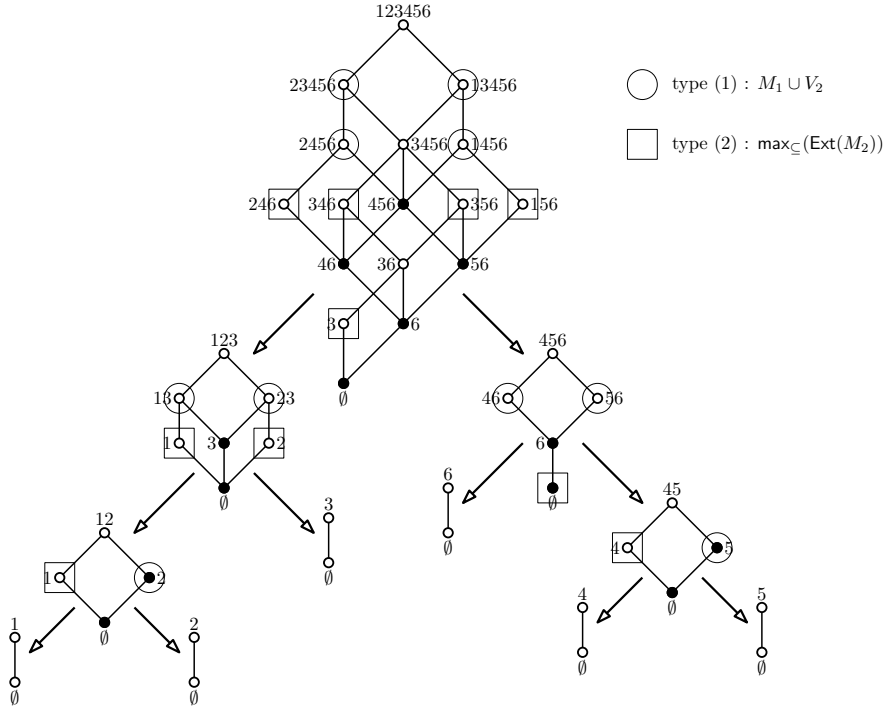 123456
23456 13456
type (1) : M₁ ∪ V₂
2456 3456 1456
type (2) : max⊆(Ext(M₂))
246 346 456 356 156
46 36 56
3 6
123 456
∅
13 23 46 56
1 3 2 6
6
∅ 3 ∅ 45
12
∅
1 2 ∅ 4 5
4 5
1 2 ∅ ∅
∅ ∅
∅ ∅